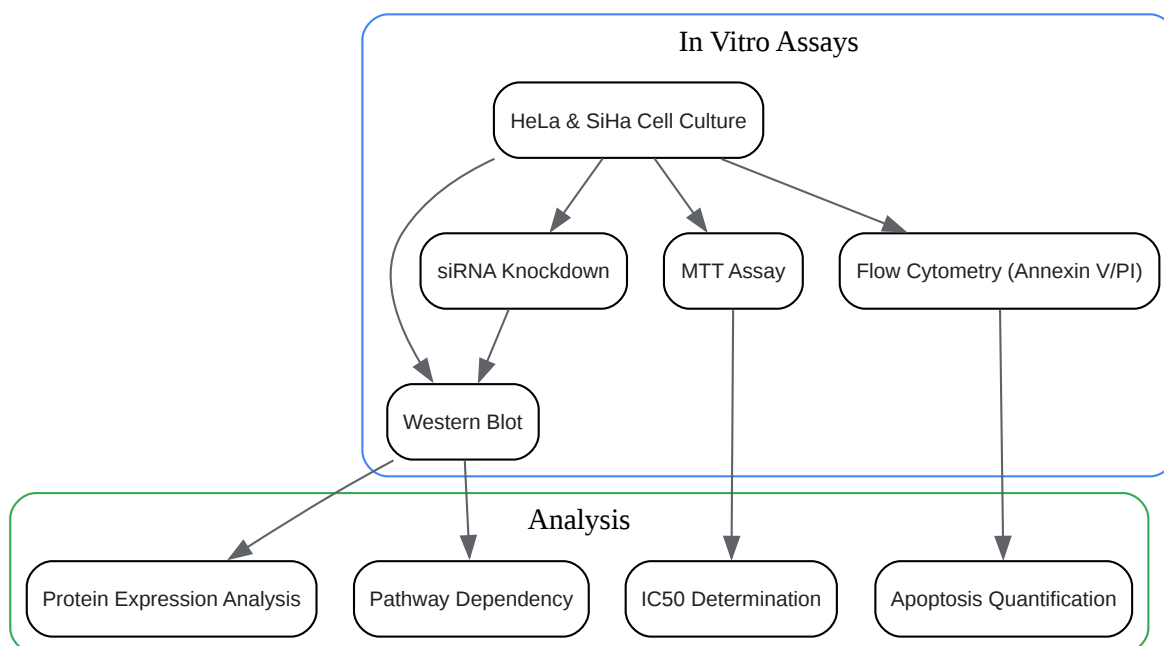 In Vitro Assays
HeLa & SiHa Cell Culture
siRNA Knockdown
MTT Assay
Flow Cytometry (Annexin V/PI)
Western Blot
Analysis
Protein Expression Analysis
Pathway Dependency
IC50 Determination
Apoptosis Quantification